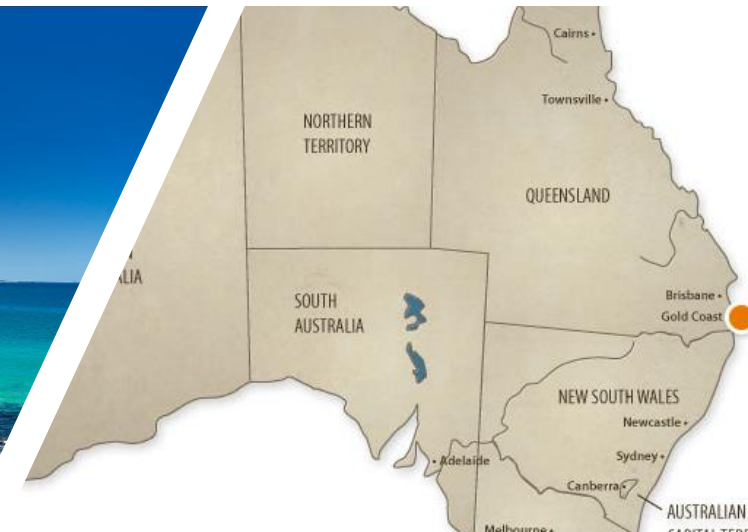 Cairns
Townsville
NORTHERN
TERRITORY
QUEENSLAND
ALIA
SOUTH
AUSTRALIA
Brisbane
Gold Coast
NEW SOUTH WALES
Newcastle
Sydney
Adelaide
Canberra
AUSTRALIAN
Melbourne